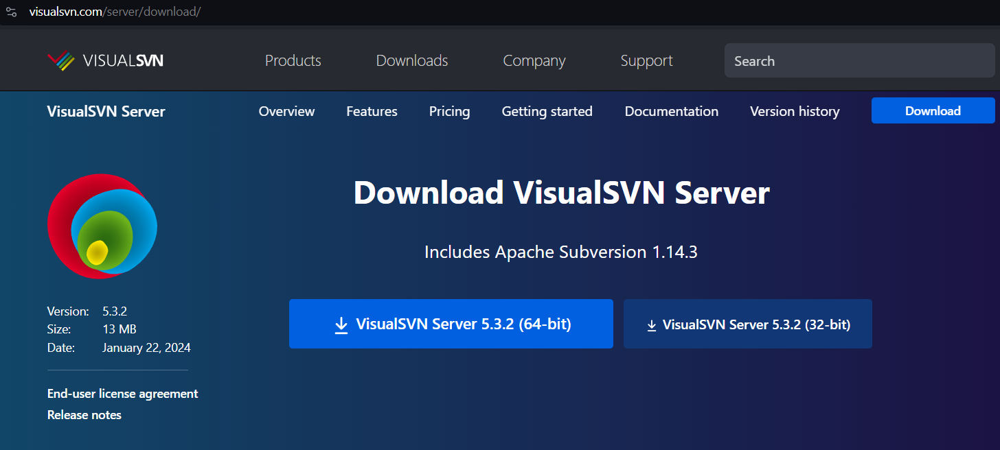 visualsvn.com/server/download/
VISUALSVN Products Downloads Company Support Search
VisualSVN Server Overview Features Pricing Getting started Documentation Version history Download
Download VisualSVN Server
Includes Apache Subversion 1.14.3
VisualSVN Server 5.3.2 (64-bit) VisualSVN Server 5.3.2 (32-bit)
Version: 5.3.2
Size: 13 MB
Date: January 22, 2024
End-user license agreement
Release notes